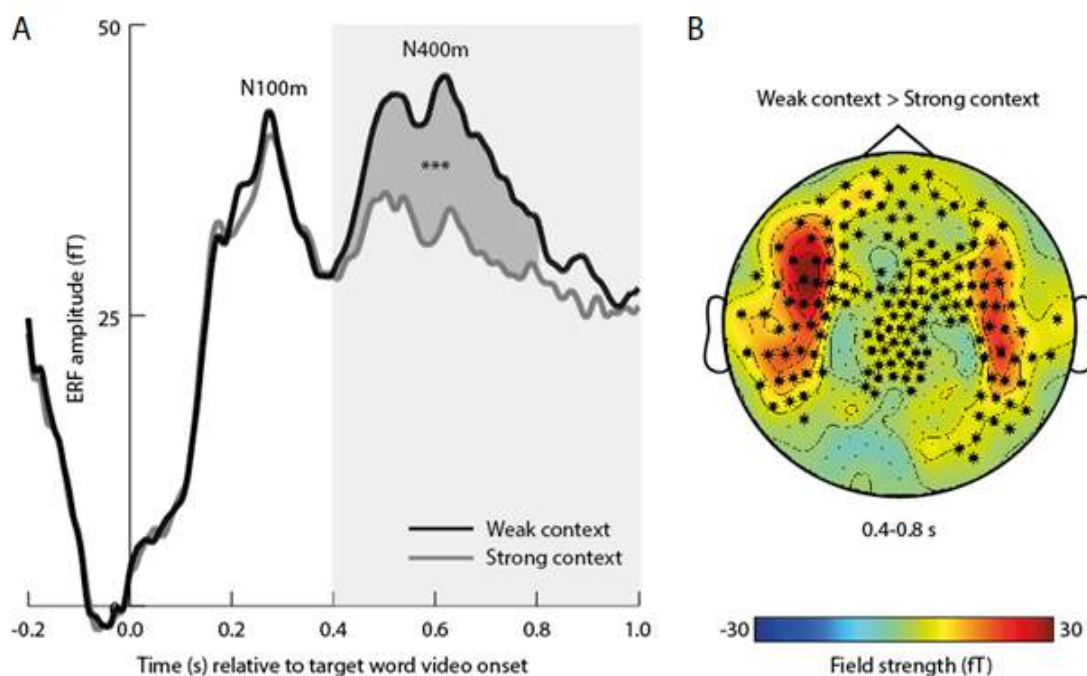 A
B
50
N400m
N100m
Weak context > Strong context
***
ERF amplitude (fT)
25
Weak context
Strong context
0.4-0.8 s
0
-0.2 0.0 0.2 0.4 0.6 0.8 1.0
Time (s) relative to target word video onset
-30 30
Field strength (fT)